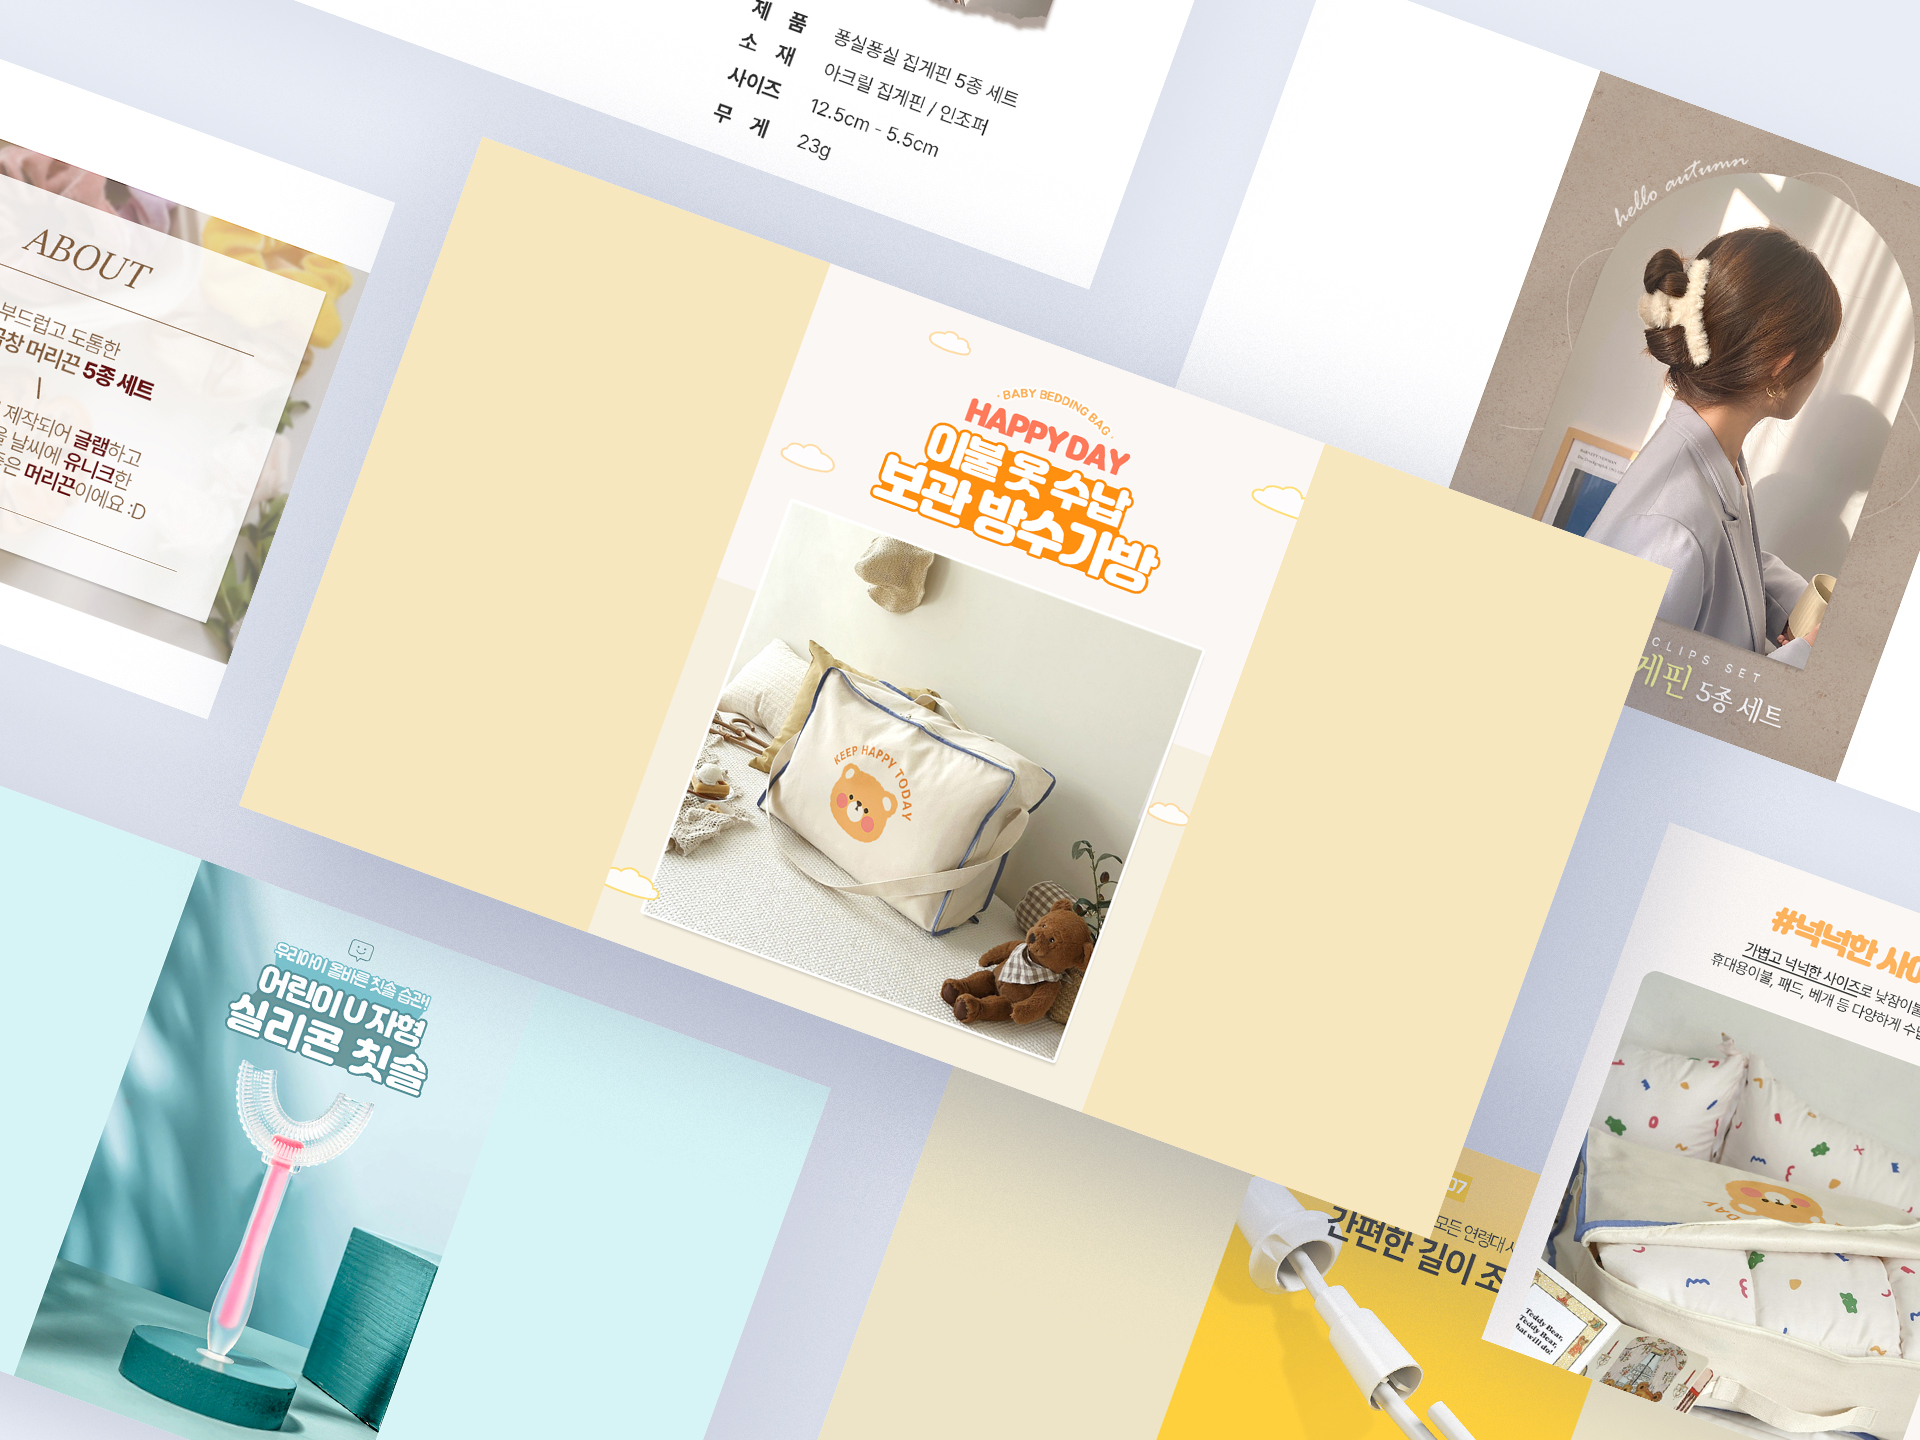 제 품 퐁실퐁실 집게핀 5종 세트
소 재 아크릴 집게핀 / 인조퍼
사이즈 12.5cm - 5.5cm
무 게 23g
ABOUT
부드럽고 도톰한
곱창 머리끈 5종 세트
제작되어 글램하고
날씨에 유니크한
머리끈이에요 :D
hello autumn
CLIPS SET
게핀 5종 세트
· BABY BEDDING BAG ·
HAPPY DAY
이불 옷 수납
보관 방수가방
KEEP HAPPY TODAY
우리아이 올바른 칫솔 습관!
어린이 U 자형
실리콘 칫솔
07
모든 연령대
간편한 길이 조
#넉넉한 사이
가볍고 넉넉한 사이즈로 낮잠이불
휴대용이불, 패드, 베개 등 다양하게 수납
Teddy Bear,
Teddy Bear,
hat will do!